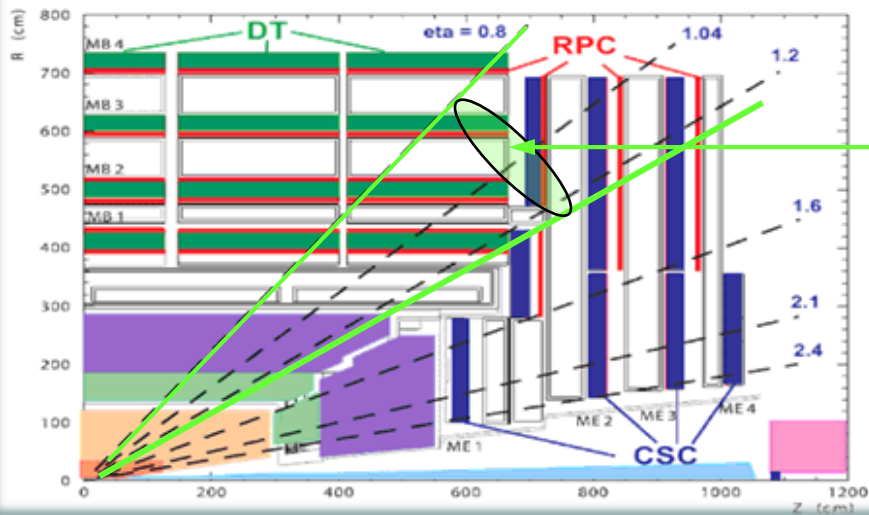 R (cm)
800
700
600
500
400
300
200
100
0
MB 4
MB 3
MB 2
MB 1
DT
eta = 0.8
RPC
1.04
1.2
1.6
2.1
2.4
ME 1
ME 2
ME 3
ME 4
CSC
0
200
400
600
800
1000
1200
Z (cm)